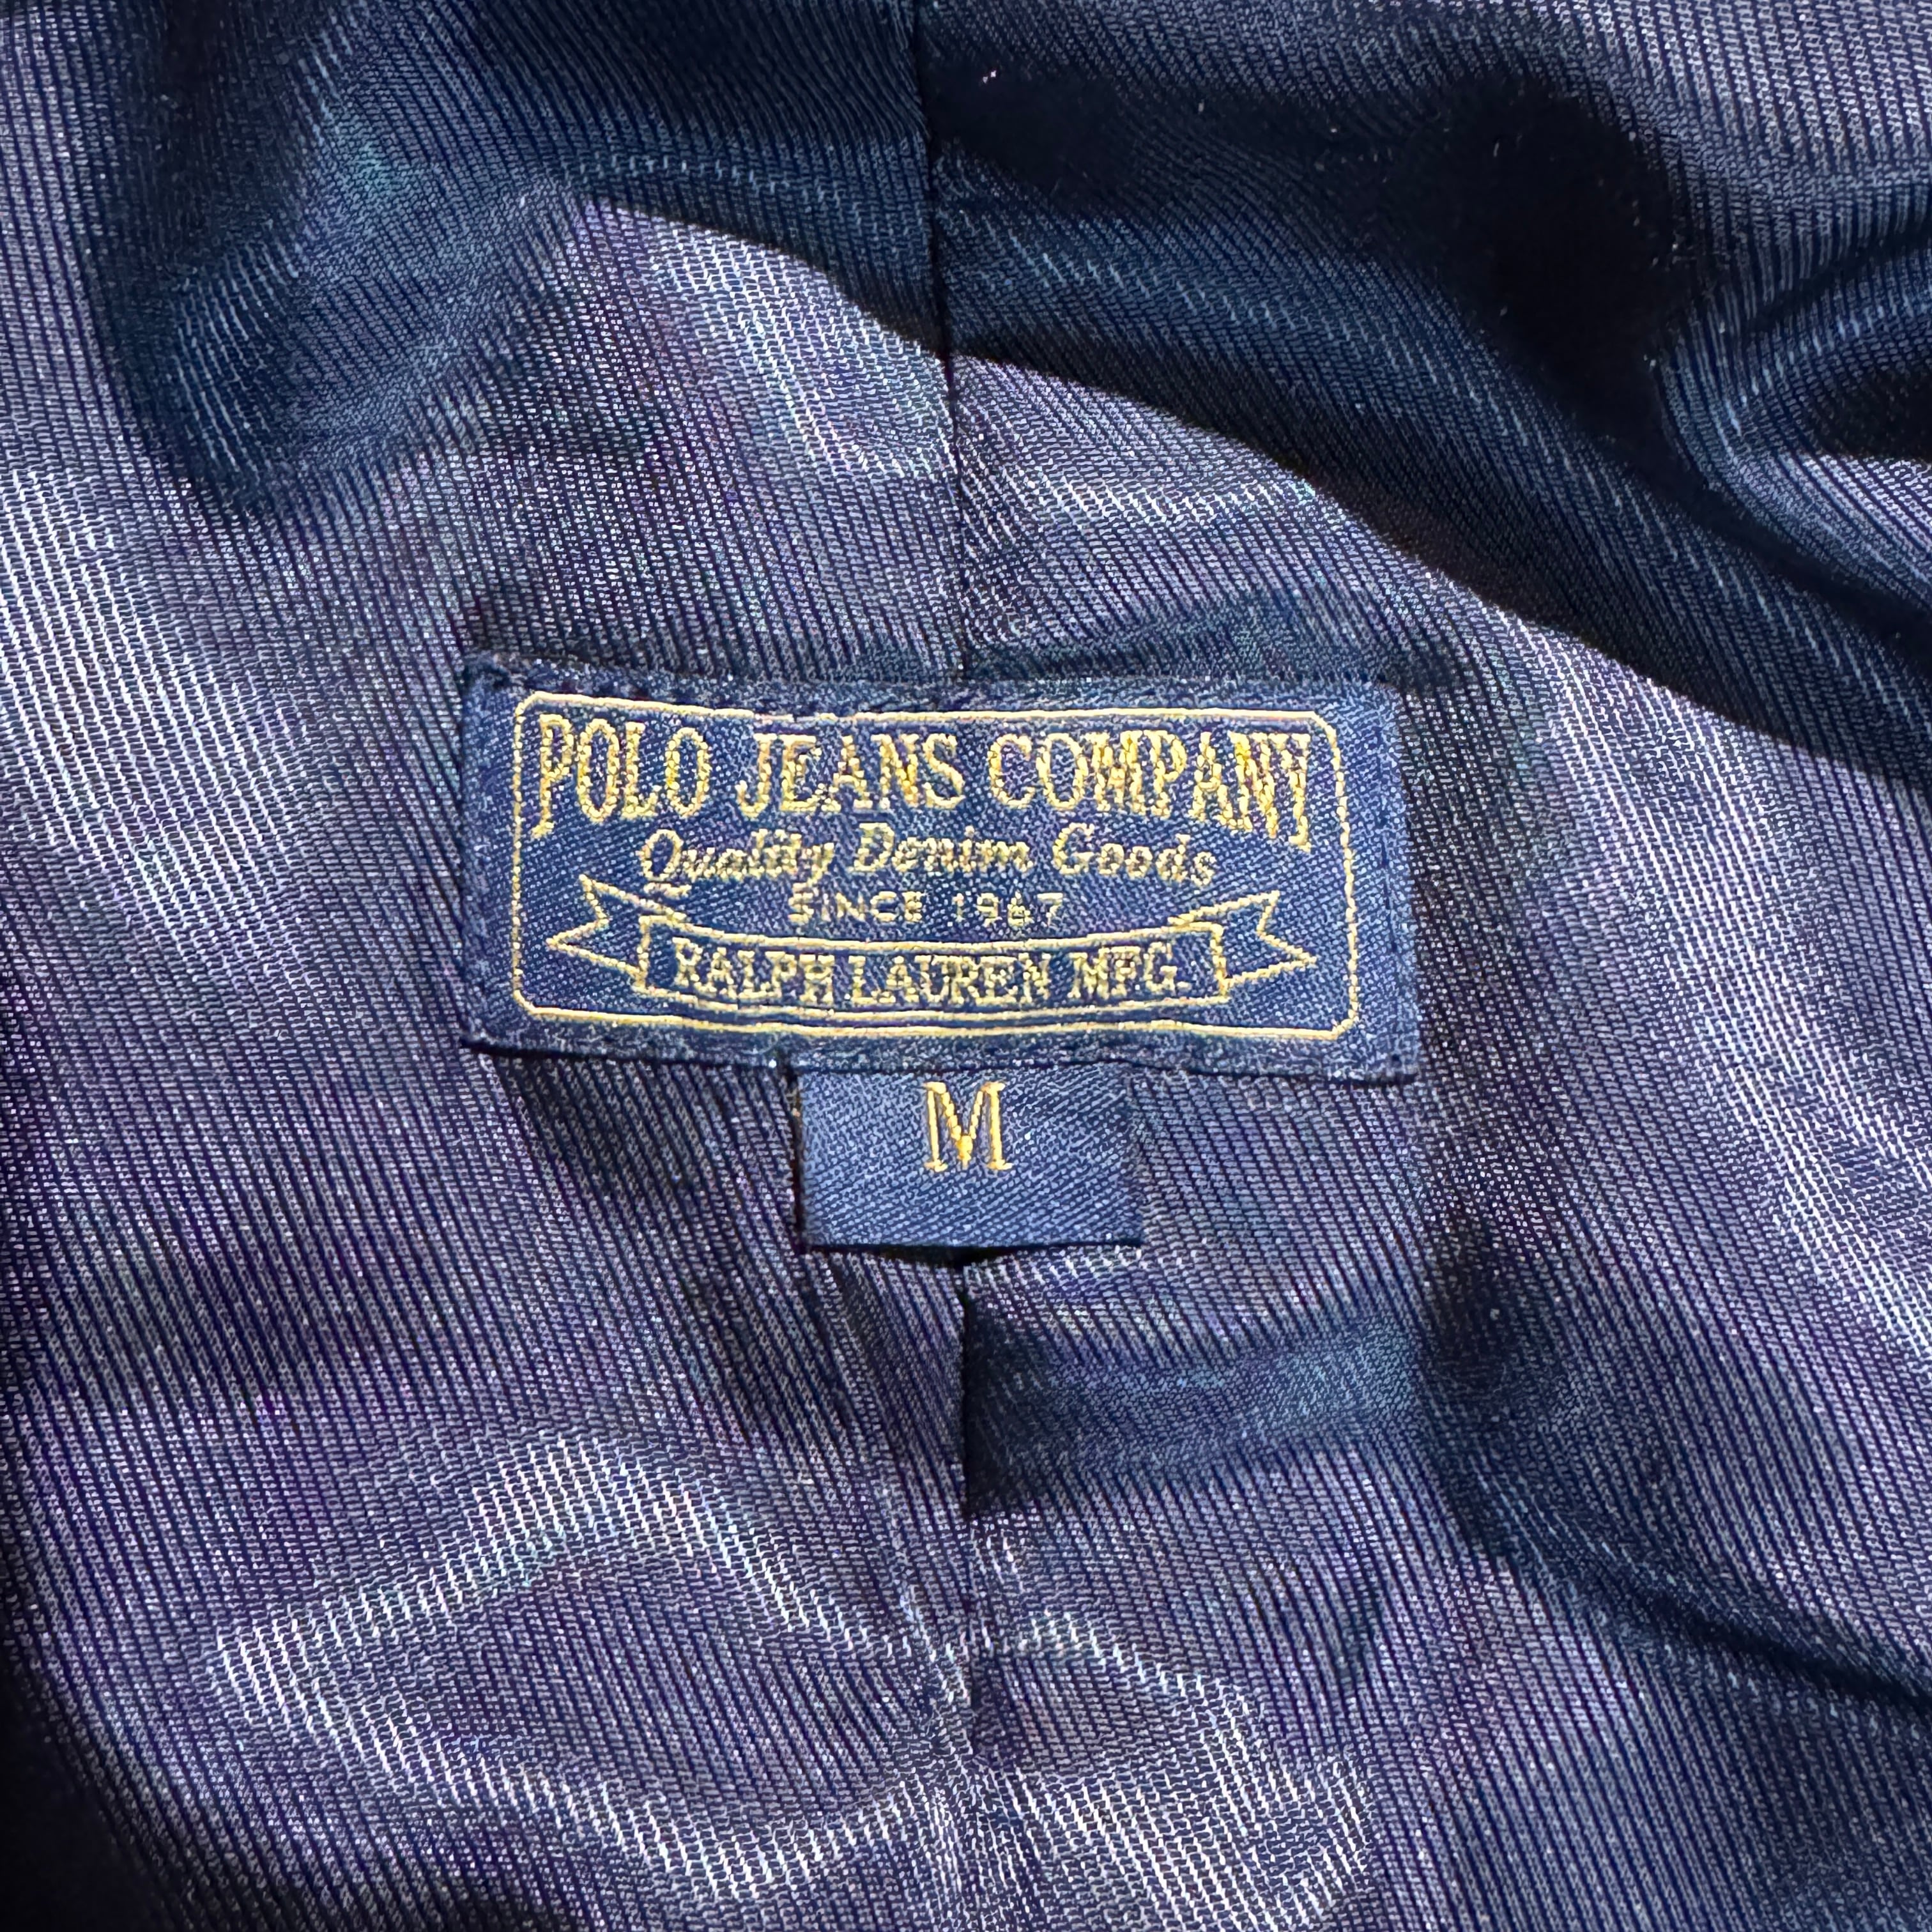 POLO JEANS COMPANY
Quality Denim Goods
SINCE 1967
RALPH LAUREN MFG.
M